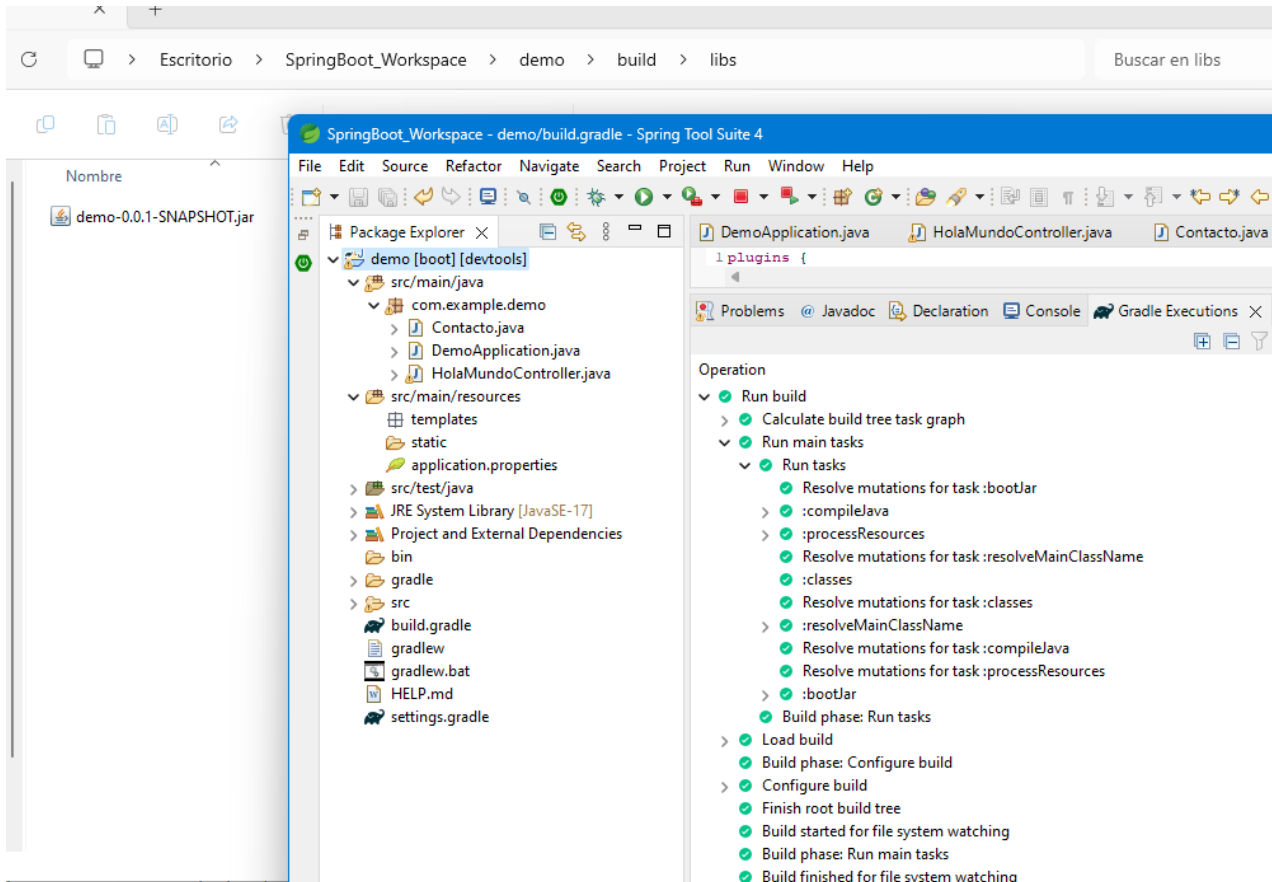 Escritorio > SpringBoot_Workspace > demo > build > libs
Buscar en libs
Nombre
demo-0.0.1-SNAPSHOT.jar
SpringBoot_Workspace - demo/build.gradle - Spring Tool Suite 4
File Edit Source Refactor Navigate Search Project Run Window Help
Package Explorer
demo [boot] [devtools]
src/main/java
com.example.demo
Contacto.java
DemoApplication.java
HolaMundoController.java
src/main/resources
templates
static
application.properties
src/test/java
JRE System Library [JavaSE-17]
Project and External Dependencies
bin
gradle
src
build.gradle
gradlew
gradlew.bat
HELP.md
settings.gradle
DemoApplication.java HolaMundoController.java Contacto.java
1 plugins {
Problems @ Javadoc Declaration Console Gradle Executions
Operation
Run build
Calculate build tree task graph
Run main tasks
Run tasks
Resolve mutations for task :bootJar
:compileJava
:processResources
Resolve mutations for task :resolveMainClassName
:classes
Resolve mutations for task :classes
:resolveMainClassName
Resolve mutations for task :compileJava
Resolve mutations for task :processResources
:bootJar
Build phase: Run tasks
Load build
Build phase: Configure build
Configure build
Finish root build tree
Build started for file system watching
Build phase: Run main tasks
Build finished for file system watching